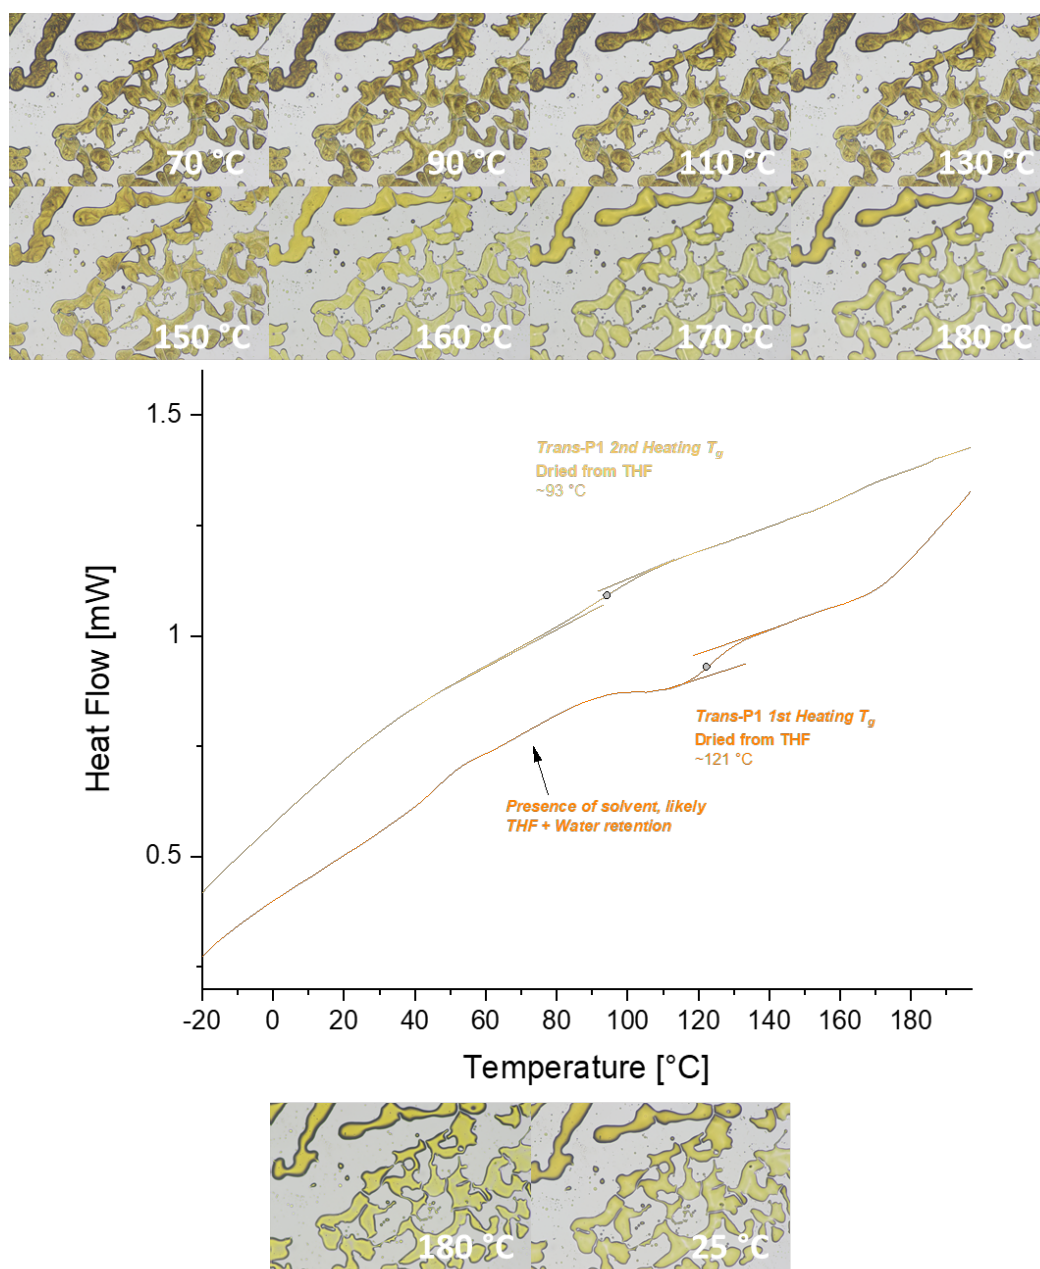 70 °C
90 °C
110 °C
130 °C
150 °C
160 °C
170 °C
180 °C
1.5
Trans-P1 2nd Heating Tg
Dried from THF
~93 °C
Heat Flow [mW]
1
Trans-P1 1st Heating Tg
Dried from THF
~121 °C
Presence of solvent, likely
THF + Water retention
0.5
-20 0 20 40 60 80 100 120 140 160 180
Temperature [°C]
180 °C
25 °C